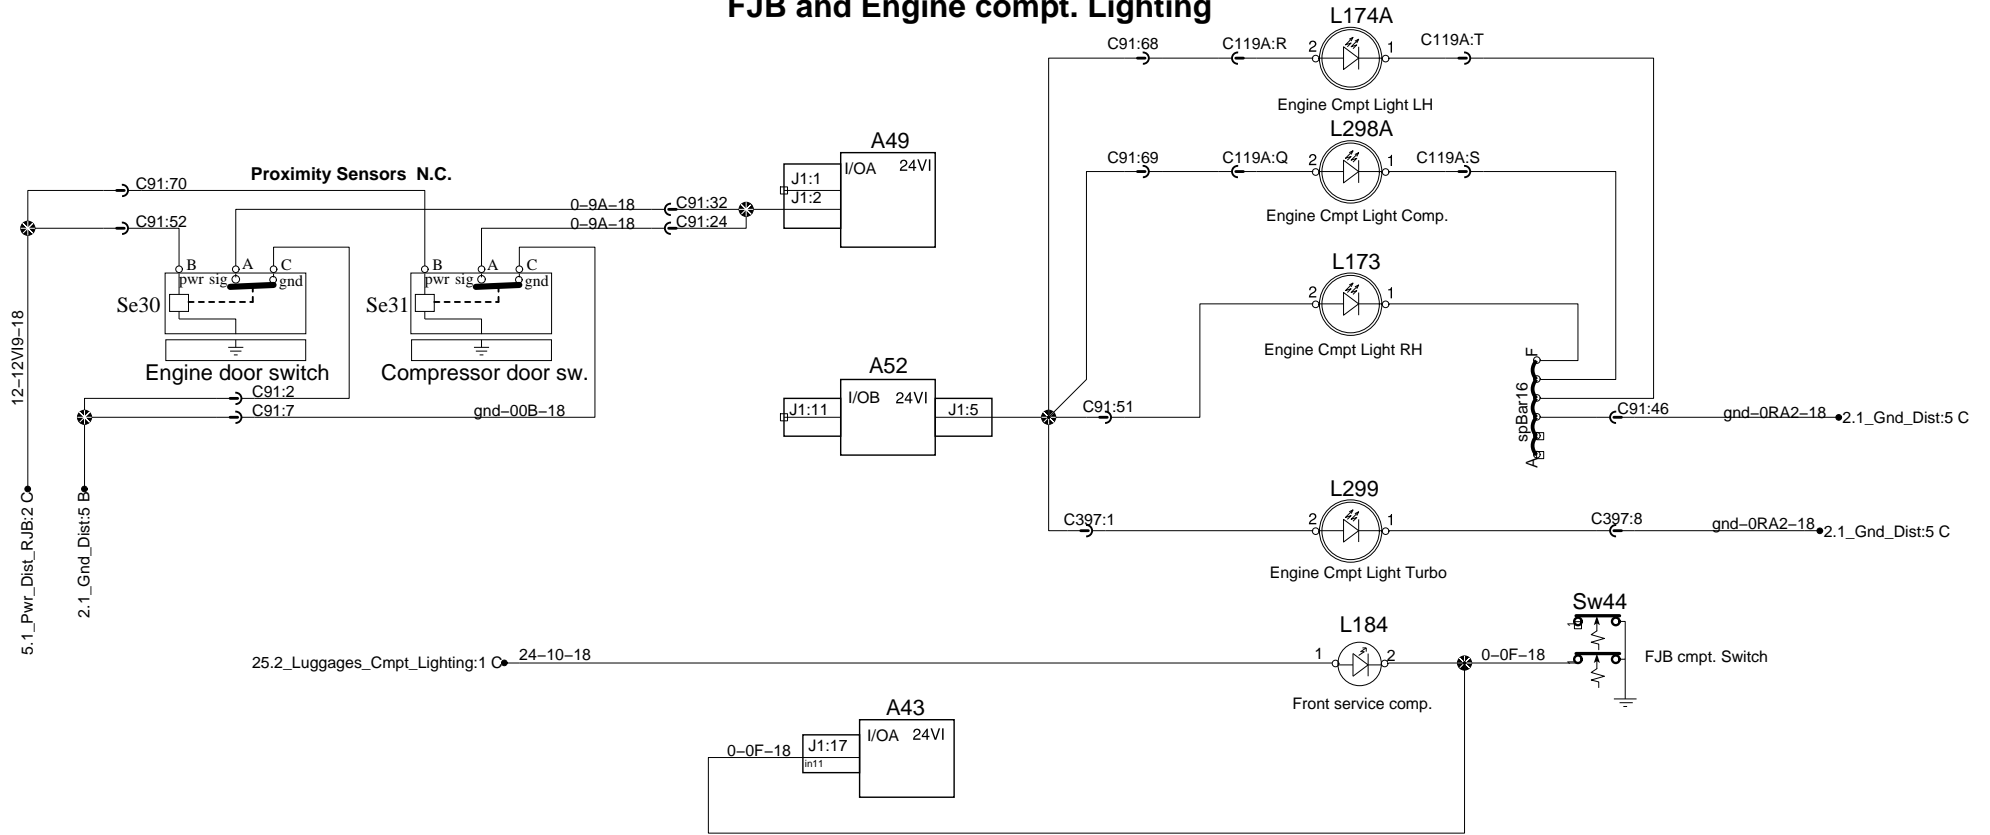 FJB and Engine compt. Lighting
L174A
C91:68
C119A:R
2
1
C119A:T
Engine Cmpt Light LH
L298A
C91:69
C119A:Q
2
1
C119A:S
Engine Cmpt Light Comp.
A49
I/OA 24VI
J1:1
J1:2
Proximity Sensors N.C.
C91:70
C91:52
0-9A-18
C91:32
0-9A-18
C91:24
B A C
pwr sig gnd
Se30
Engine door switch
B A C
pwr sig gnd
Se31
Compressor door sw.
12-12VI9-18
C91:2
C91:7
gnd-00B-18
5.1_Pwr_Dist_RJB:2 C
2.1_Gnd_Dist:5 B
L173
2
1
Engine Cmpt Light RH
A52
I/OB 24VI
J1:11
J1:5
C91:51
F
spBar16
A
C91:46
gnd-0RA2-18
2.1_Gnd_Dist:5 C
L299
C397:1
2
1
C397:8
gnd-0RA2-18
2.1_Gnd_Dist:5 C
Engine Cmpt Light Turbo
Sw44
L184
25.2_Luggages_Cmpt_Lighting:1 C
24-10-18
1
2
0-0F-18
FJB cmpt. Switch
Front service comp.
A43
I/OA 24VI
0-0F-18
J1:17
in11